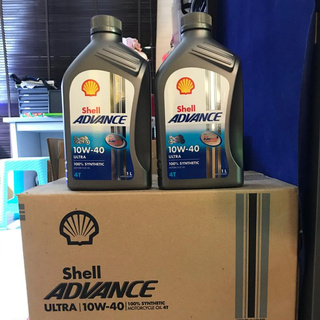 Shell
ADVANCE
10W-40
ULTRA
100% SYNTHETIC
4T
1L
Shell
ADVANCE
10W-40
ULTRA
100% SYNTHETIC
4T
1L
Shell
ADVANCE
ULTRA 10W-40 100% SYNTHETIC
MOTORCYCLE OIL 4T